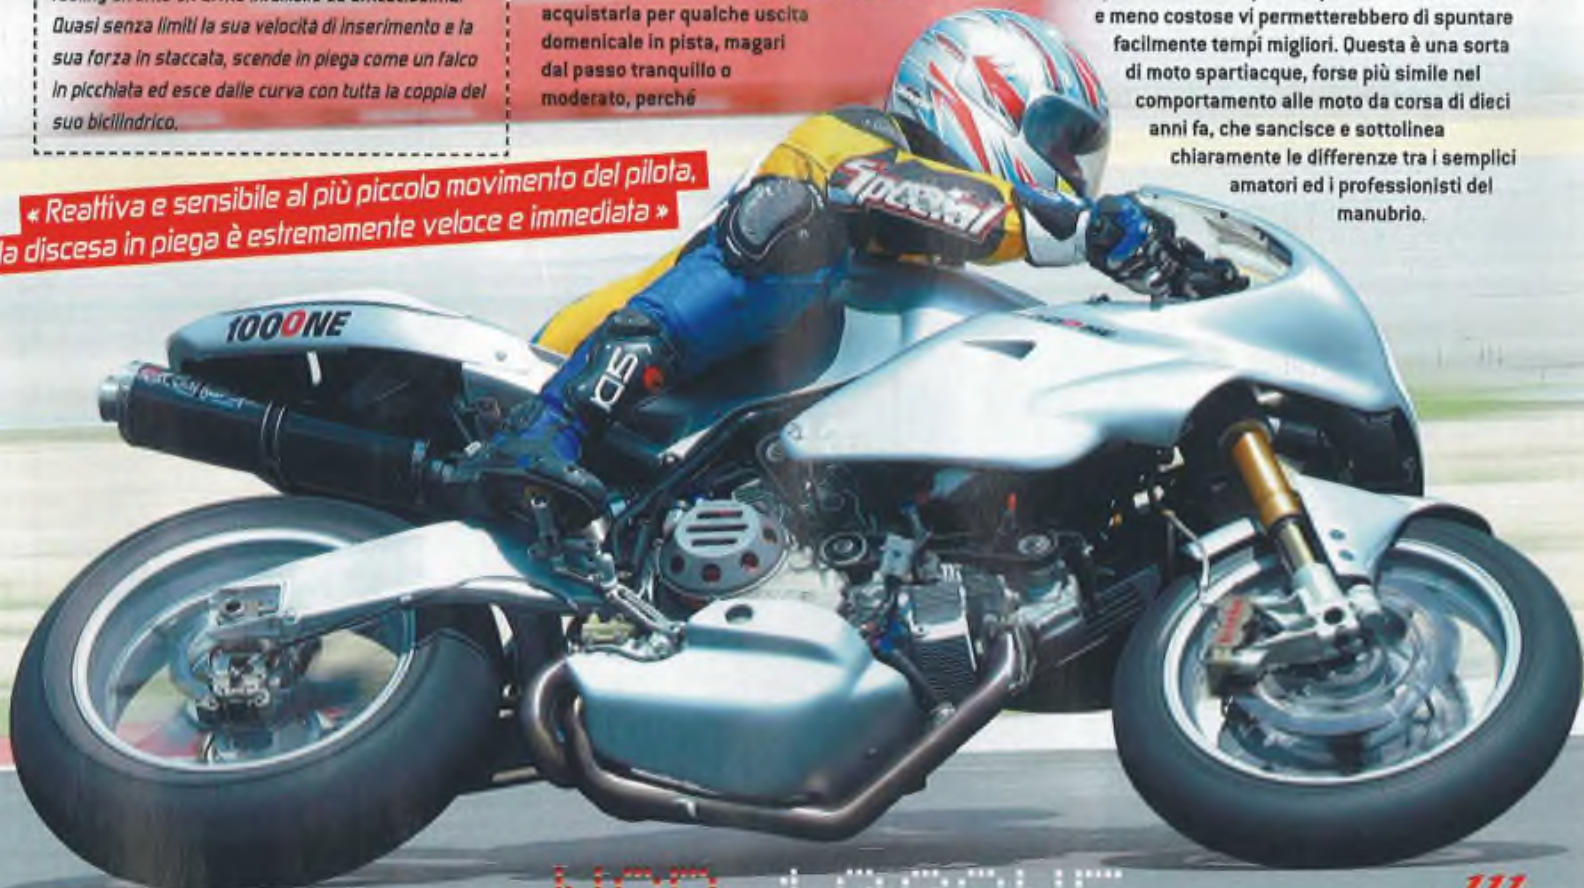 Quasi senza limiti la sua velocità di inserimento e la
sua forza in staccata, scende in piega come un falco
in picchiata ed esce dalle curva con tutta la coppia del
suo bicilindrico.
acquistarla per qualche uscita
domenicale in pista, magari
dal passo tranquillo o
moderato, perché
e meno costose vi permetterebbero di spuntare
facilmente tempi migliori. Questa è una sorta
di moto spartiacque, forse più simile nel
comportamento alle moto da corsa di dieci
anni fa, che sancisce e sottolinea
chiaramente le differenze tra i semplici
amatori ed i professionisti del
manubrio.
« Reattiva e sensibile al più piccolo movimento del pilota,
la discesa in piega è estremamente veloce e immediata »
Special
100ONE
SIDI
111